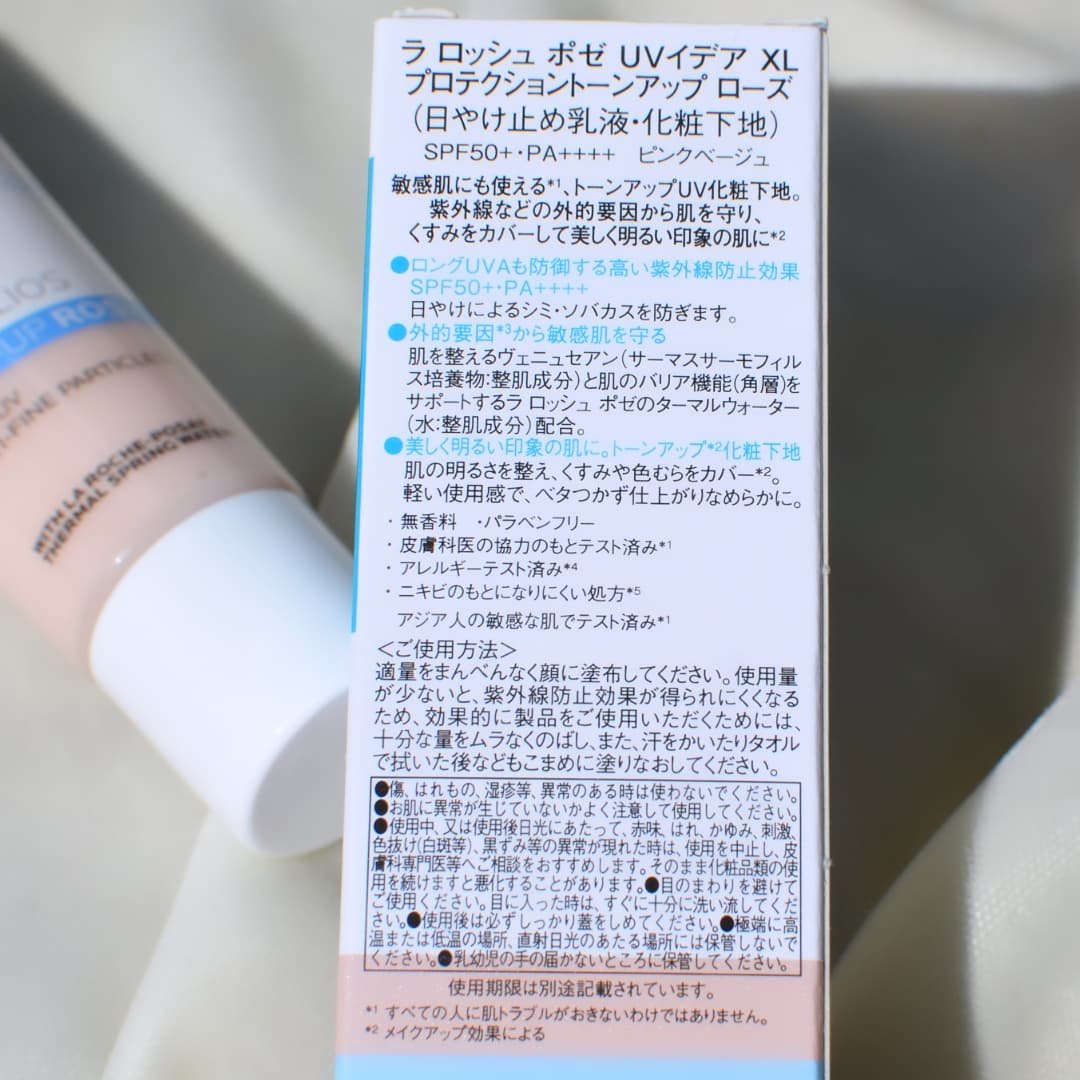 ラ ロッシュ ポゼ UVイデア XL
プロテクショントーンアップ ローズ
(日やけ止め乳液・化粧下地)
SPF50+・PA++++ ピンクベージュ
敏感肌にも使える*1、トーンアップUV化粧下地。
紫外線などの外的要因から肌を守り、
くすみをカバーして美しく明るい印象の肌に*2
●ロングUVAも防御する高い紫外線防止効果
SPF50+・PA++++
日やけによるシミ・ソバカスを防ぎます。
●外的要因*3から敏感肌を守る
肌を整えるヴェニュセアン(サーマスサーモフィル
ス培養物:整肌成分)と肌のバリア機能(角層)を
サポートするラ ロッシュ ポゼのターマルウォーター
(水:整肌成分)配合。
●美しく明るい印象の肌に。トーンアップ*2化粧下地
肌の明るさを整え、くすみや色むらをカバー*2。
軽い使用感で、ベタつかず仕上がりなめらかに。
・無香料 ・パラベンフリー
・皮膚科医の協力のもとテスト済み*1
・アレルギーテスト済み*4
・ニキビのもとになりにくい処方*5
アジア人の敏感な肌でテスト済み*1
<ご使用方法>
適量をまんべんなく顔に塗布してください。使用量
が少ないと、紫外線防止効果が得られにくくなる
ため、効果的に製品をご使用いただくためには、
十分な量をムラなくのばし、また、汗をかいたりタオル
で拭いた後などもこまめに塗りなおしてください。
●傷、はれもの、湿疹等、異常のある時は使わないでください。
●お肌に異常が生じていないかよく注意して使用してください。
●使用中、又は使用後日光にあたって、赤味、はれ、かゆみ、刺激、
色抜け(白斑等)、黒ずみ等の異常が現れた時は、使用を中止し、皮
膚科専門医等へご相談をおすすめします。そのまま化粧品類の使
用を続けますと悪化することがあります。●目のまわりを避けて
ご使用ください。目に入った時は、すぐに十分に洗い流してくだ
さい。●使用後は必ずしっかり蓋をしめてください。●極端に高
温または低温の場所、直射日光のあたる場所には保管しないで
ください。●乳幼児の手の届かないところに保管してください。
使用期限は別途記載されています。
*1 すべての人に肌トラブルがおきないわけではありません。
*2 メイクアップ効果による
LIOS
UP ROS
UV
-FINE PARTICLE
WITH LA ROCHE-POSAY
THERMAL SPRING WATER